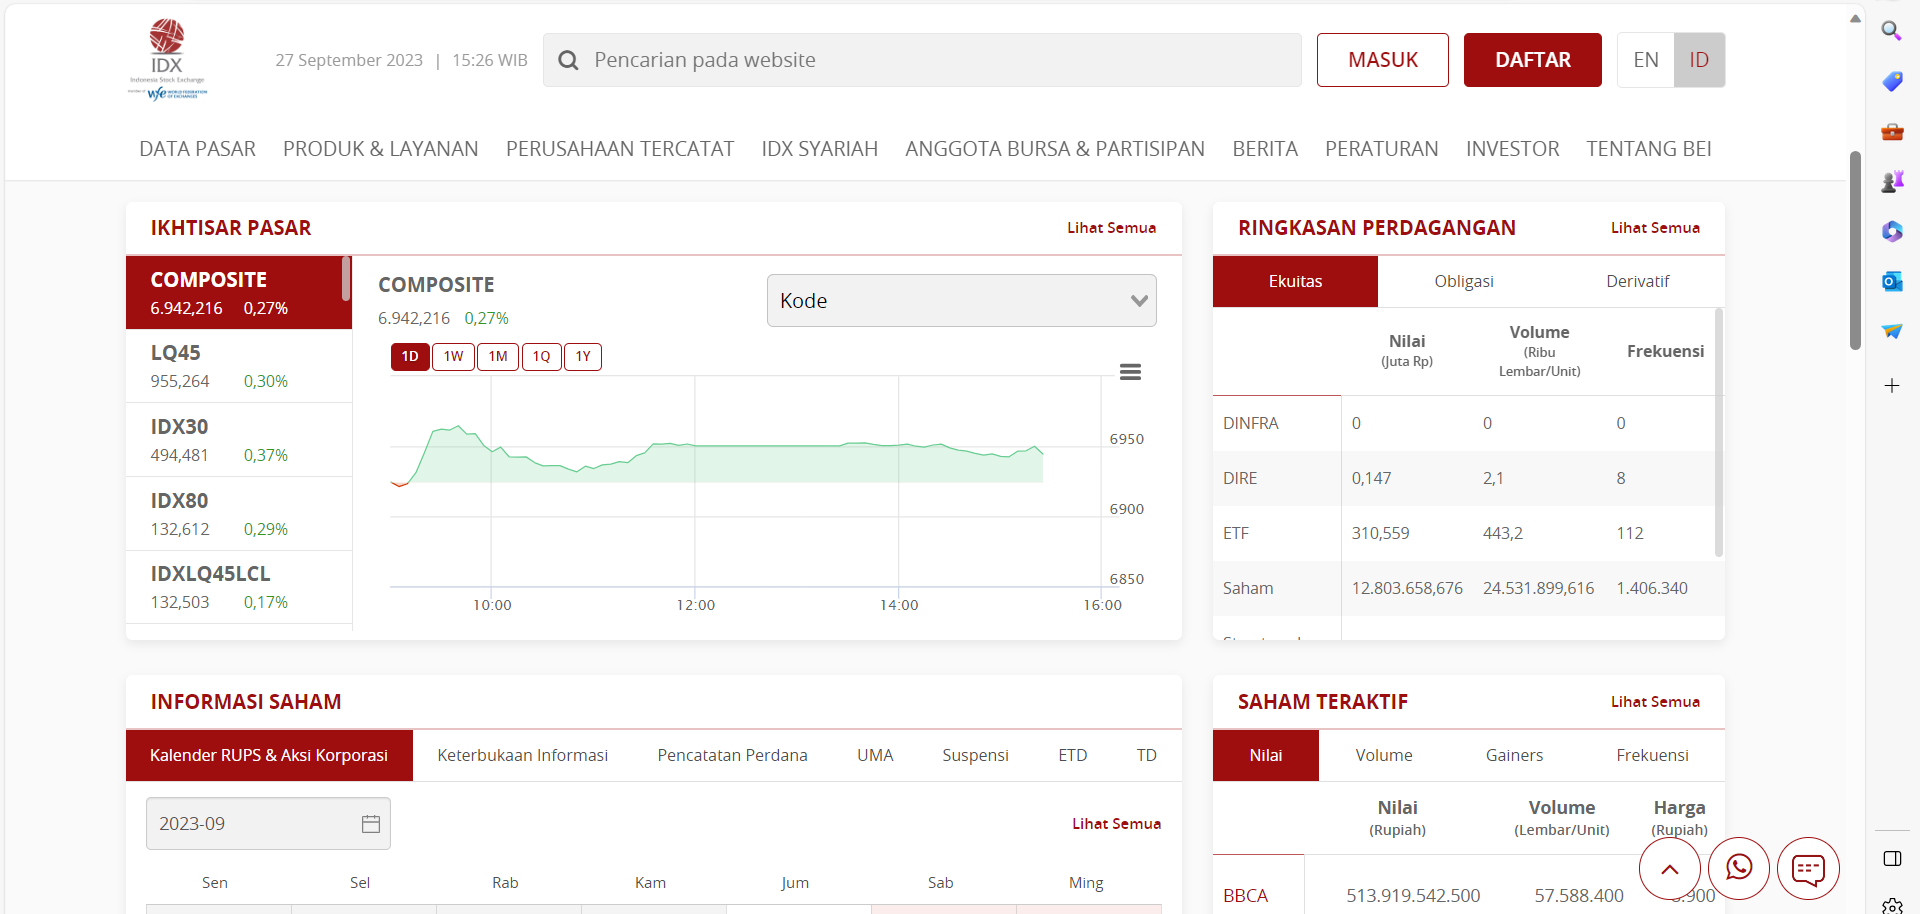 IDX
Indonesia Stock Exchange
member of wfe WORLD FEDERATION OF EXCHANGES
27 September 2023 | 15:26 WIB
Pencarian pada website
MASUK
DAFTAR
EN ID
DATA PASAR PRODUK & LAYANAN PERUSAHAAN TERCATAT IDX SYARIAH ANGGOTA BURSA & PARTISIPAN BERITA PERATURAN INVESTOR TENTANG BEI
IKHTISAR PASAR Lihat Semua
COMPOSITE
6.942,216 0,27%
LQ45
955,264 0,30%
IDX30
494,481 0,37%
IDX80
132,612 0,29%
IDXLQ45LCL
132,503 0,17%
COMPOSITE
6.942,216 0,27%
Kode
1D 1W 1M 1Q 1Y
6950
6900
6850
10:00 12:00 14:00 16:00
RINGKASAN PERDAGANGAN Lihat Semua
Ekuitas Obligasi Derivatif
Nilai (Juta Rp) Volume (Ribu Lembar/Unit) Frekuensi
DINFRA 0 0 0
DIRE 0,147 2,1 8
ETF 310,559 443,2 112
Saham 12.803.658,676 24.531.899,616 1.406.340
INFORMASI SAHAM
Kalender RUPS & Aksi Korporasi Keterbukaan Informasi Pencatatan Perdana UMA Suspensi ETD TD
2023-09
Lihat Semua
Sen Sel Rab Kam Jum Sab Ming
SAHAM TERAKTIF Lihat Semua
Nilai Volume Gainers Frekuensi
Nilai (Rupiah) Volume (Lembar/Unit) Harga (Rupiah)
BBCA 513.919.542.500 57.588.400